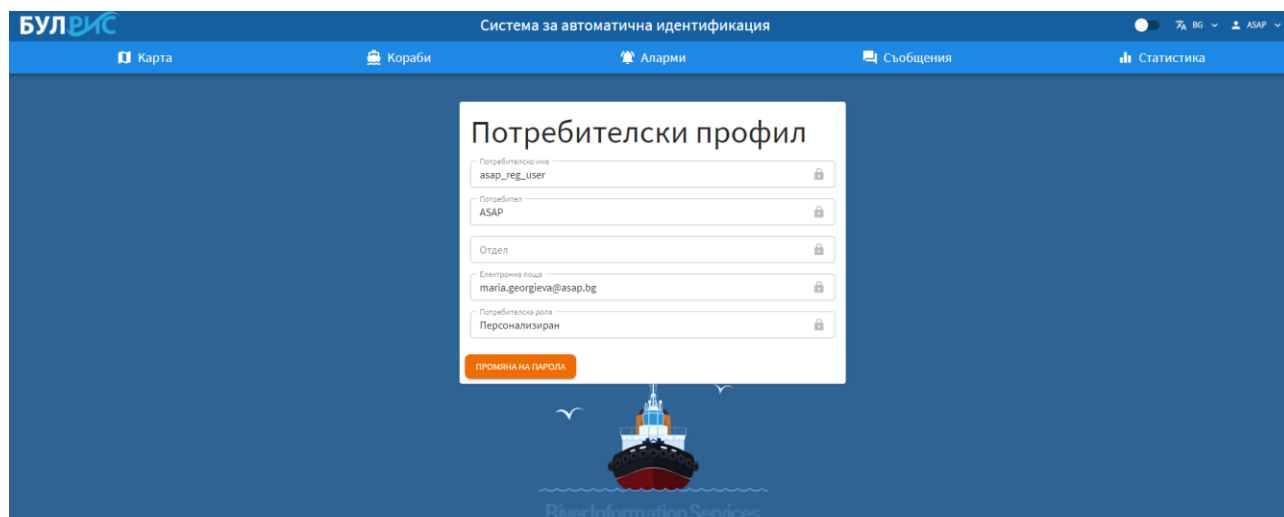 БУЛРИС
Система за автоматична идентификация
BG
ASAP
Карта
Кораби
Аларми
Съобщения
Статистика
Потребителски профил
Потребителско име
asap_reg_user
Потребител
ASAP
Отдел
Електронна поща
maria.georgieva@asap.bg
Потребителска роля
Персонализиран
ПРОМЯНА НА ПАРОЛА
River Information Services